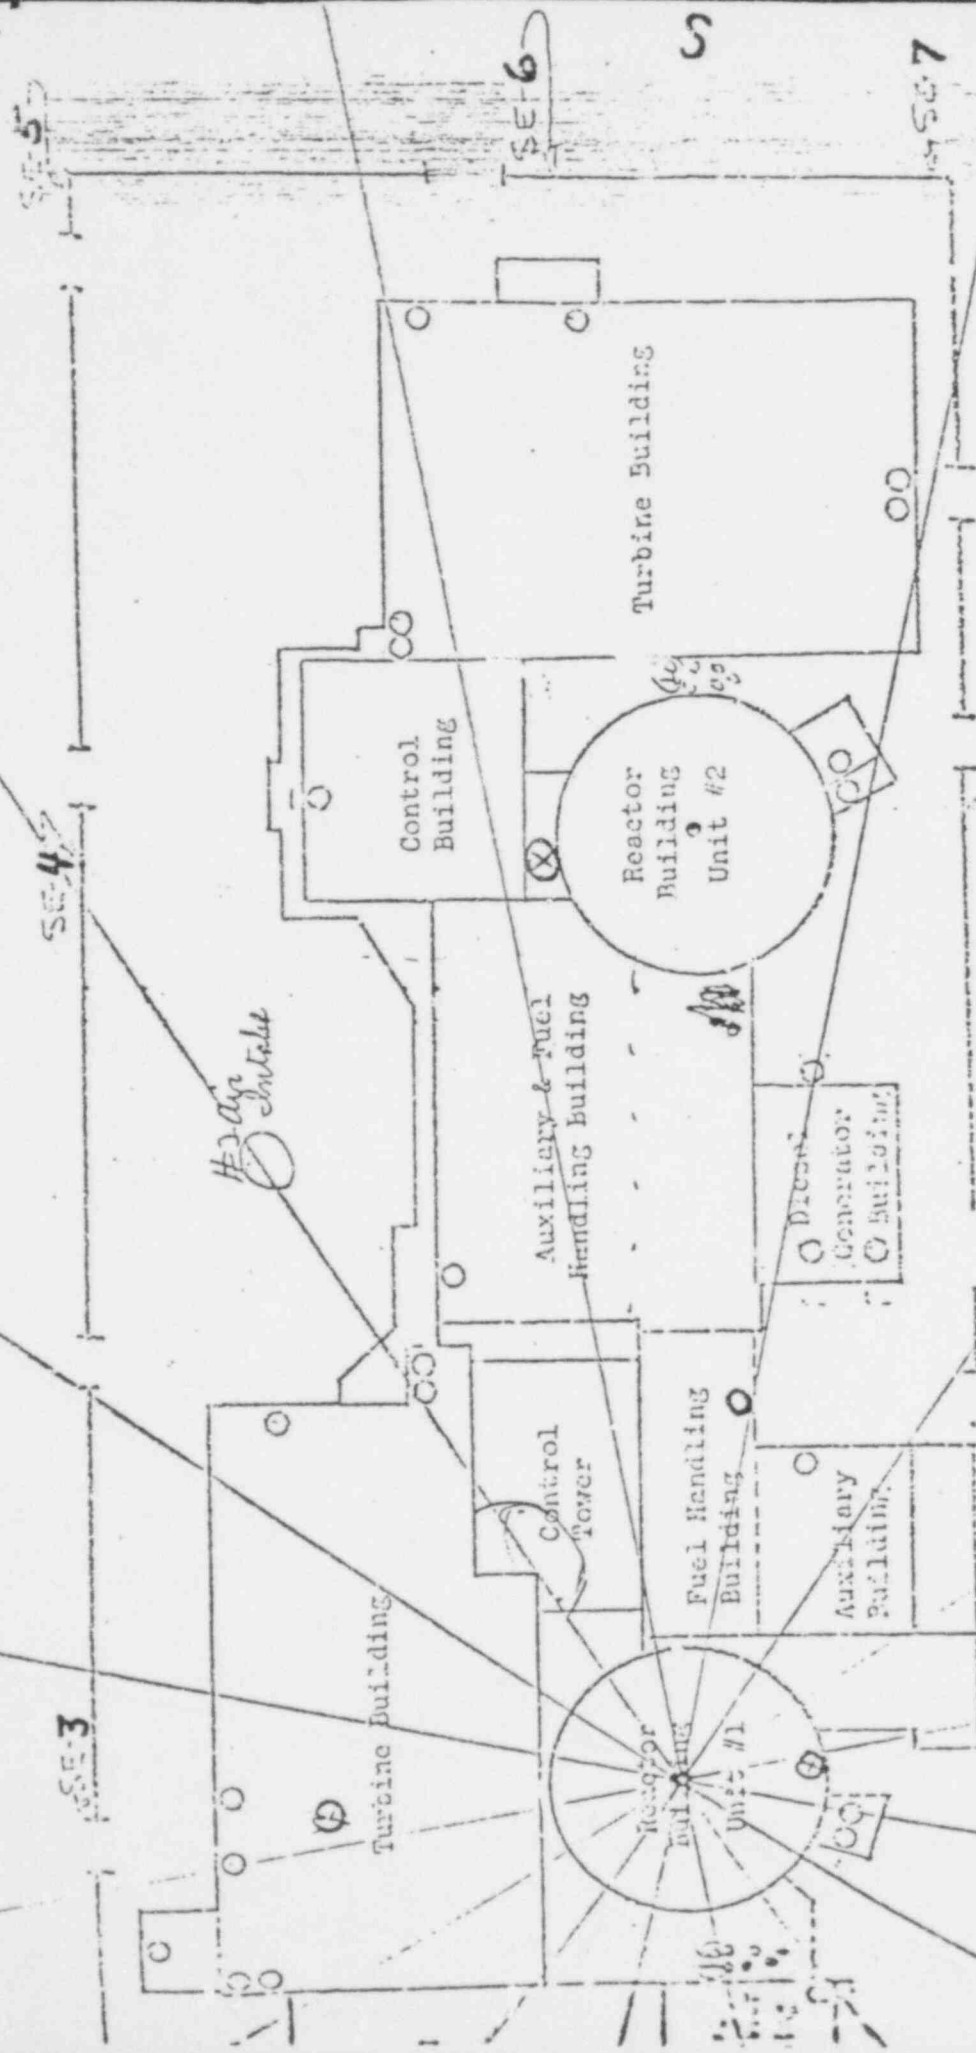 SE-5
SE-6
S
SE-7
SE-4
SE-3
Turbine Building
Control
Building
Reactor
Building
Unit #2
Air
Intake
Auxiliary & Fuel
Handling Building
Diesel
Generator
Building
Control
Tower
Fuel Handling
Building
Auxiliary
Building
Turbine Building
Reactor
Building
Unit #1